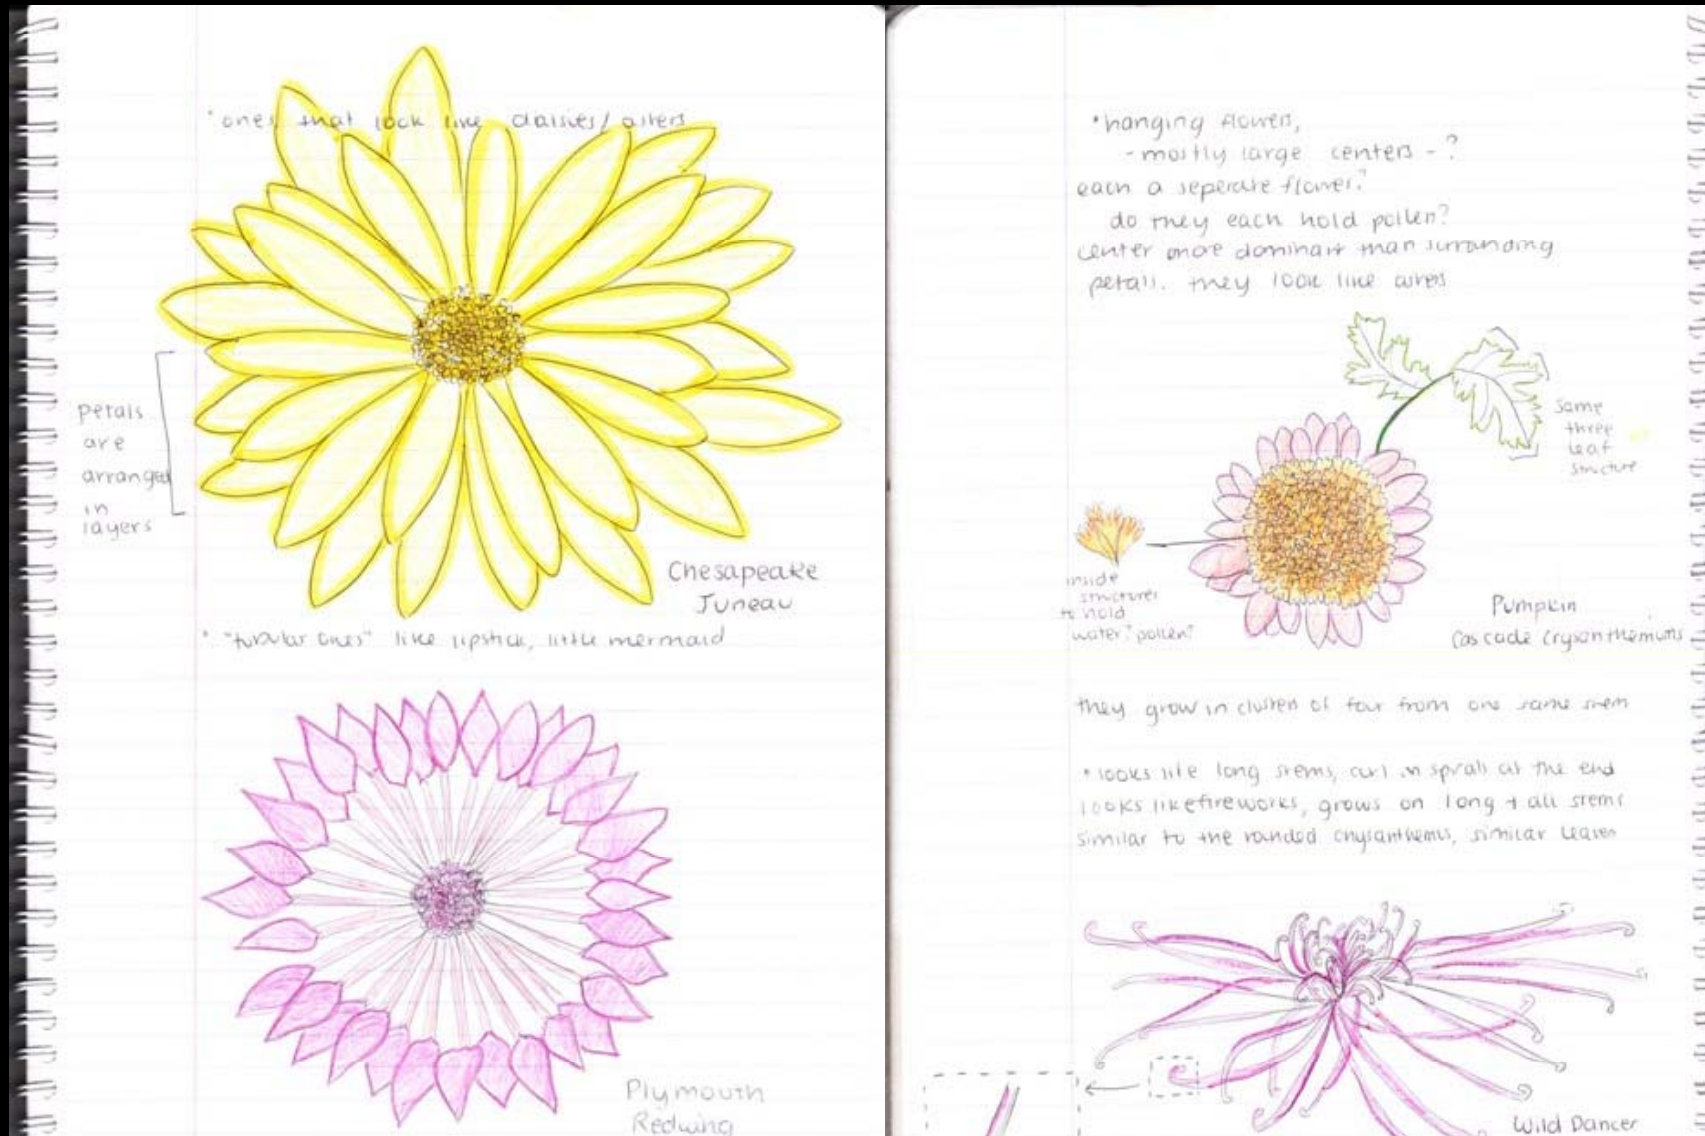 *ones that look like daisies/asters
petals
are
arranged
in
layers
Chesapeake
Juneau
* "tubular ones" like lipstick, little mermaid
Plymouth
Redwing
*hanging flowers,
-mostly large centers -?
each a seperate flower?
do they each hold pollen?
center more dominant than surranding
petals. they look like asters
same
three
leaf
structure
inside
structures
to hold
water? pollen?
Pumpkin
Cascade Crysanthemums
they grow in clusters of four from one same stem
*looks like long stems, curl in spirals at the end
looks like fireworks, grows on long tall stems
similar to the rounded chysanthemus, similar leaves
Wild Dancer